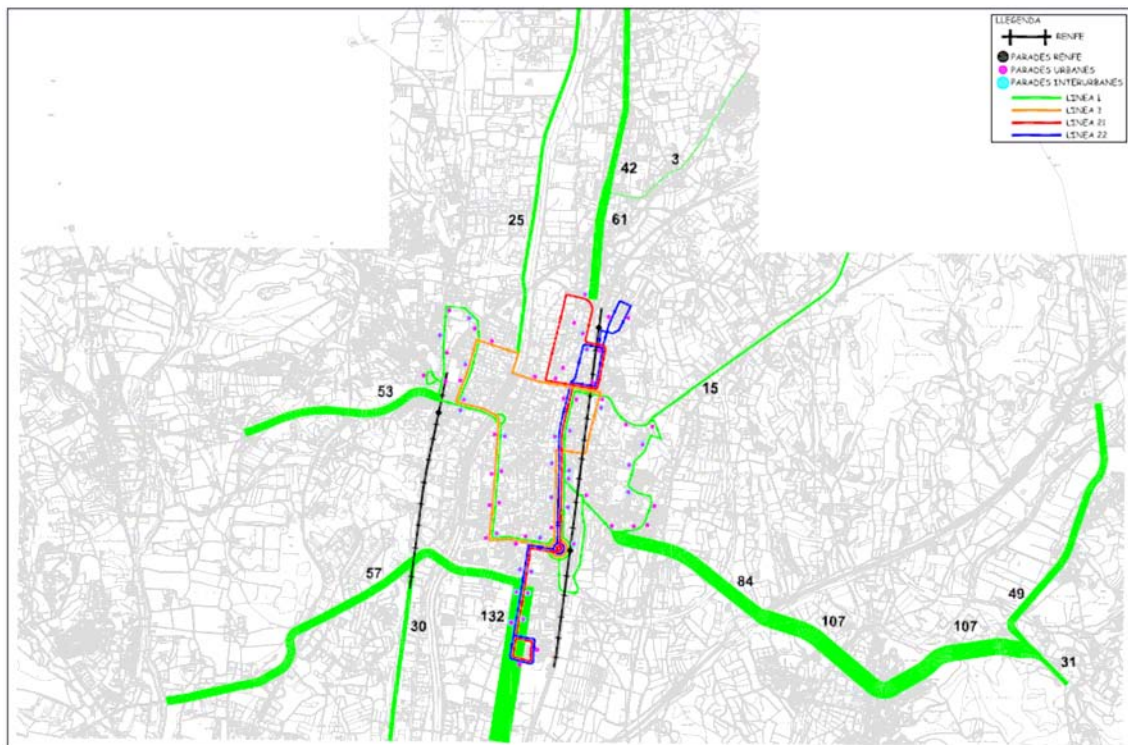 LLEGENDA
RENFE
PARADES RENFE
PARADES URBANES
PARADES INTERURBANES
LINEA 1
LINEA 3
LINEA 21
LINEA 22
42
3
25
61
53
15
57
84
132
49
30
107
107
31